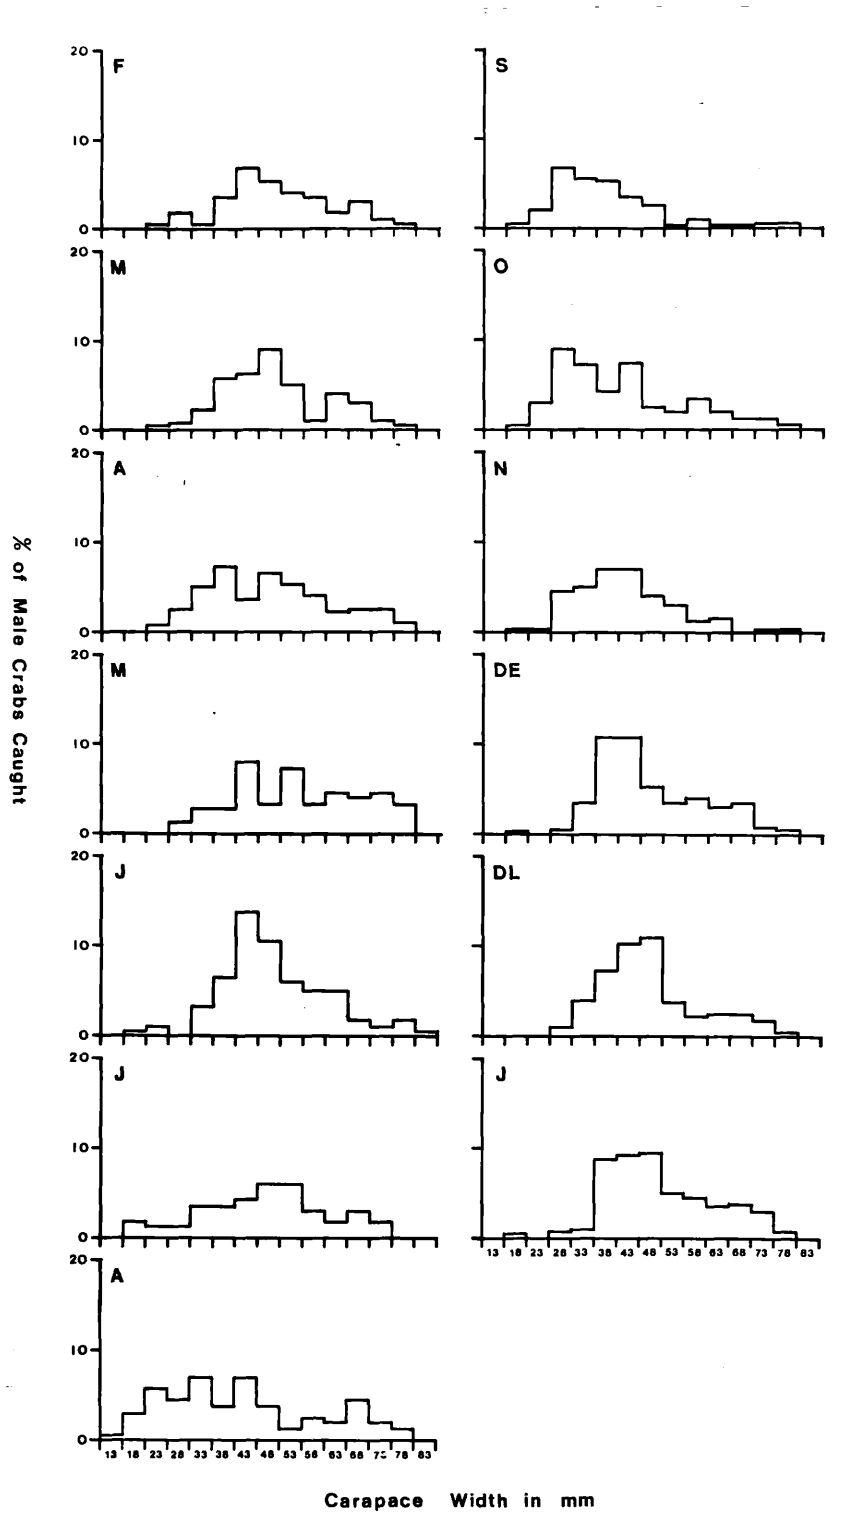 % of Male Crabs Caught
20 F
10
0
20 M
10
0
20 A
10
0
20 M
10
0
20 J
10
0
20 J
10
0
20 A
10
0
13 18 23 28 33 38 43 48 53 58 63 68 73 78 83
S
O
N
DE
DL
J
13 18 23 28 33 38 43 48 53 58 63 68 73 78 83
Carapace Width in mm